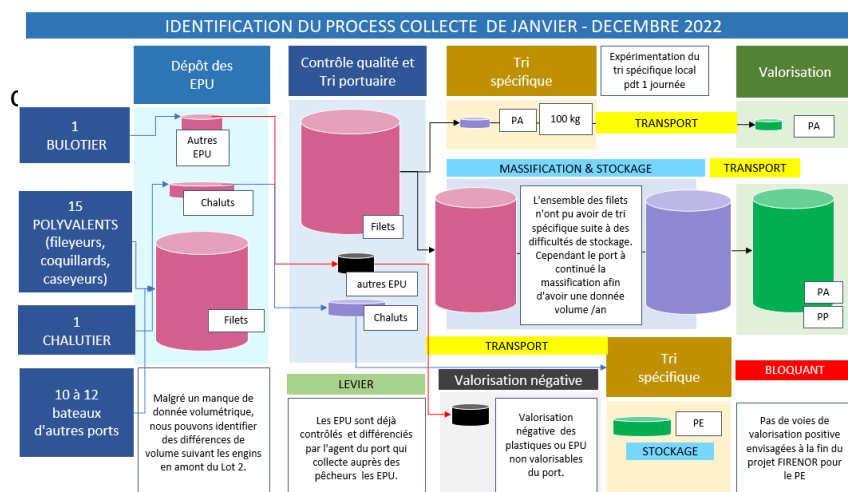 IDENTIFICATION DU PROCESS COLLECTE DE JANVIER - DECEMBRE 2022
Dépôt des
EPU
Contrôle qualité et
Tri portuaire
Tri
spécifique
Expérimentation du
tri spécifique local
pdt 1 journée
Valorisation
1
BULOTIER
15
POLYVALENTS
(fileyeurs,
coquillards,
caseyeurs)
1
CHALUTIER
10 à 12
bateaux
d'autres ports
Autres
EPU
Chaluts
Filets
Malgré un manque de
donnée volumétrique,
nous pouvons identifier
des différences de
volume suivant les engins
en amont du Lot 2.
Filets
autres EPU
Chaluts
LEVIER
Les EPU sont déjà
contrôlés et différenciés
par l'agent du port qui
collecte auprès des
pêcheurs les EPU.
PA
100 kg
TRANSPORT
PA
MASSIFICATION & STOCKAGE
TRANSPORT
L'ensemble des filets
n'ont pu avoir de tri
spécifique suite à des
difficultés de stockage.
Cependant le port à
continué la
massification afin
d'avoir une donnée
volume /an
PA
PP
TRANSPORT
Valorisation négative
Valorisation
négative des
plastiques ou EPU
non valorisables
du port.
Tri
spécifique
PE
STOCKAGE
BLOQUANT
Pas de voies de
valorisation positive
envisagées à la fin du
projet FIRENOR pour
le PE